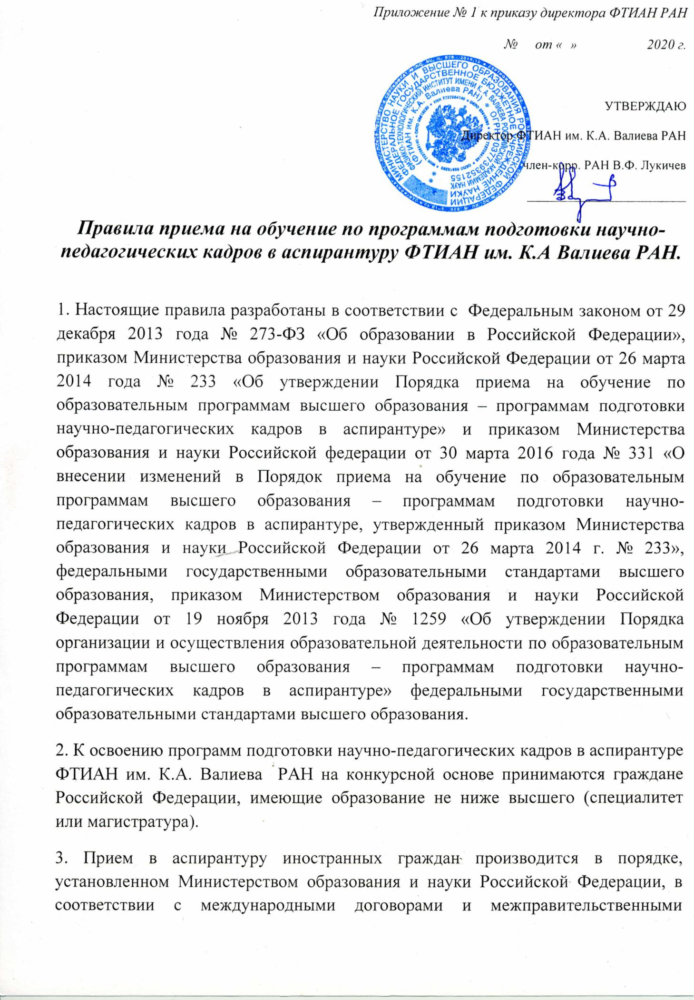 Приложение № 1 к приказу директора ФТИАН РАН
№ от « » 2020 г.
МИНИСТЕРСТВО НАУКИ И ВЫСШЕГО ОБРАЗОВАНИЯ РОССИЙСКОЙ ФЕДЕРАЦИИ
ФЕДЕРАЛЬНОЕ ГОСУДАРСТВЕННОЕ БЮДЖЕТНОЕ УЧРЕЖДЕНИЕ НАУКИ
ФИЗИКО-ТЕХНОЛОГИЧЕСКИЙ ИНСТИТУТ ИМЕНИ К. А. ВАЛИЕВА РОССИЙСКОЙ АКАДЕМИИ НАУК
(ФТИАН им. К.А. Валиева РАН) * ОГРН 1037739352155 *
УТВЕРЖДАЮ
Директор ФТИАН им. К.А. Валиева РАН
член-корр. РАН В.Ф. Лукичев
Правила приема на обучение по программам подготовки научно-
педагогических кадров в аспирантуру ФТИАН им. К.А Валиева РАН.
1. Настоящие правила разработаны в соответствии с Федеральным законом от 29
декабря 2013 года № 273-ФЗ «Об образовании в Российской Федерации»,
приказом Министерства образования и науки Российской Федерации от 26 марта
2014 года № 233 «Об утверждении Порядка приема на обучение по
образовательным программам высшего образования – программам подготовки
научно-педагогических кадров в аспирантуре» и приказом Министерства
образования и науки Российской федерации от 30 марта 2016 года № 331 «О
внесении изменений в Порядок приема на обучение по образовательным
программам высшего образования – программам подготовки научно-
педагогических кадров в аспирантуре, утвержденный приказом Министерства
образования и науки Российской Федерации от 26 марта 2014 г. № 233»,
федеральными государственными образовательными стандартами высшего
образования, приказом Министерством образования и науки Российской
Федерации от 19 ноября 2013 года № 1259 «Об утверждении Порядка
организации и осуществления образовательной деятельности по образовательным
программам высшего образования – программам подготовки научно-
педагогических кадров в аспирантуре» федеральными государственными
образовательными стандартами высшего образования.
2. К освоению программ подготовки научно-педагогических кадров в аспирантуре
ФТИАН им. К.А. Валиева РАН на конкурсной основе принимаются граждане
Российской Федерации, имеющие образование не ниже высшего (специалитет
или магистратура).
3. Прием в аспирантуру иностранных граждан производится в порядке,
установленном Министерством образования и науки Российской Федерации, в
соответствии с международными договорами и межправительственными